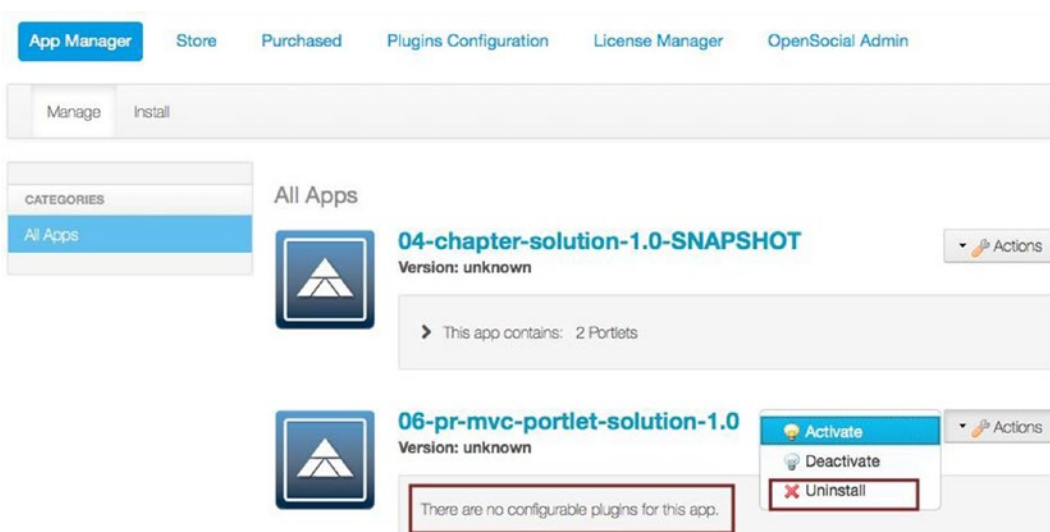 App Manager Store Purchased Plugins Configuration License Manager OpenSocial Admin
Manage Install
CATEGORIES
All Apps
All Apps
04-chapter-solution-1.0-SNAPSHOT
Version: unknown
Actions
This app contains: 2 Portlets
06-pr-mvc-portlet-solution-1.0
Version: unknown
Actions
Activate
Deactivate
Uninstall
There are no configurable plugins for this app.